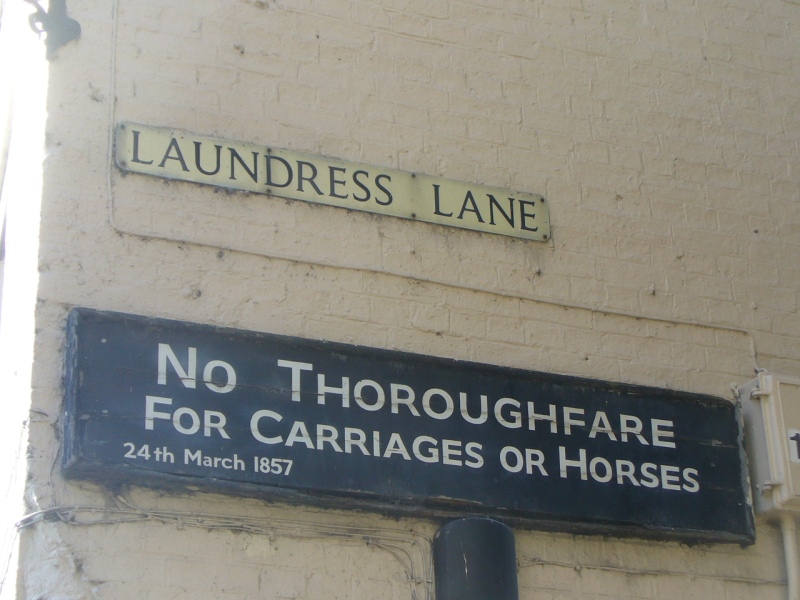 LAUNDRESS LANE
NO THOROUGHFARE
FOR CARRIAGES OR HORSES
24th March 1857